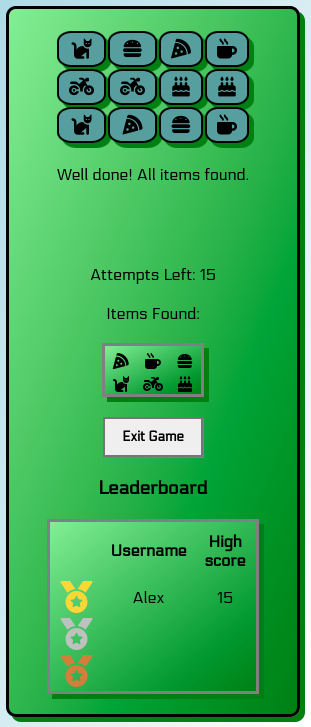 Well done! All items found.
Attempts Left: 15
Items Found:
Exit Game
Leaderboard
Username High score
Alex 15